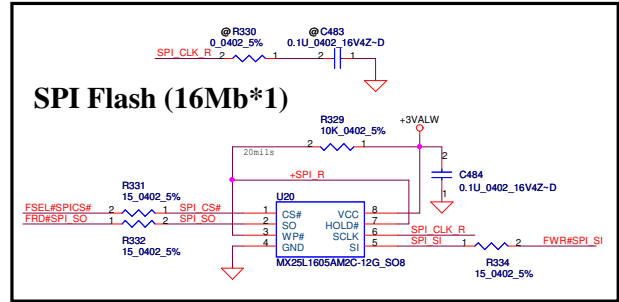 @R330
0_0402_5%
@C483
0.1U_0402_16V4Z~D
SPI_CLK_R 2 1 2 1
SPI Flash (16Mb*1)
R329
10K_0402_5%
+3VALW
20mils
2 1
2
C484
0.1U_0402_16V4Z~D
1
+SPI_R
R331
15_0402_5%
U20
FSEL#SPICS# 2 1 SPI_CS# 1 CS# VCC 8
FRD#SPI_SO 1 2 SPI_SO 2 SO HOLD# 7
3 WP# SCLK 6 SPI_CLK_R
4 GND SI 5 SPI_SI 1 2 FWR#SPI_SI
R332
15_0402_5%
MX25L1605AM2C-12G_SO8
R334
15_0402_5%